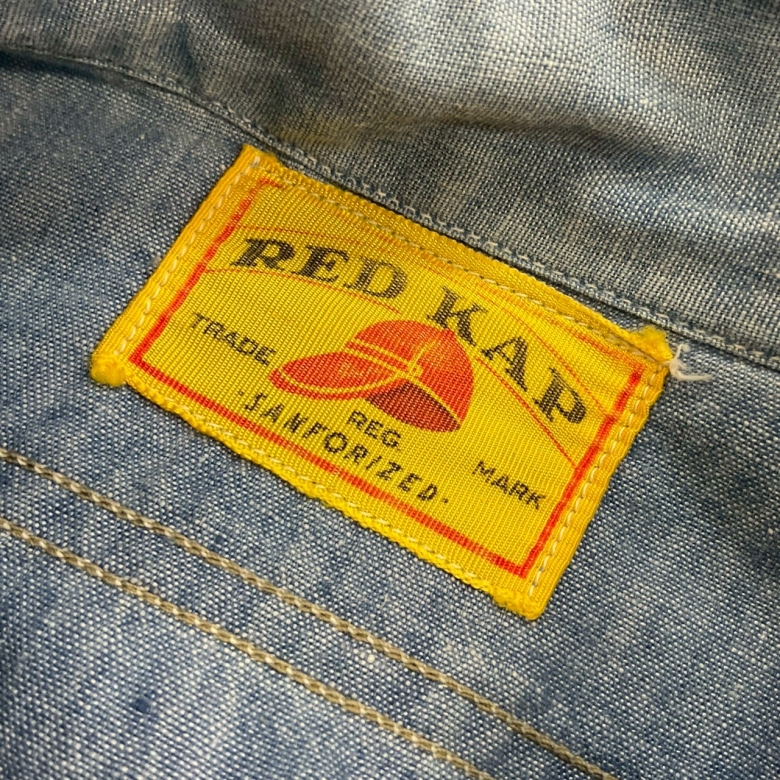 RED KAP
TRADE REG. MARK
·SANFORIZED·